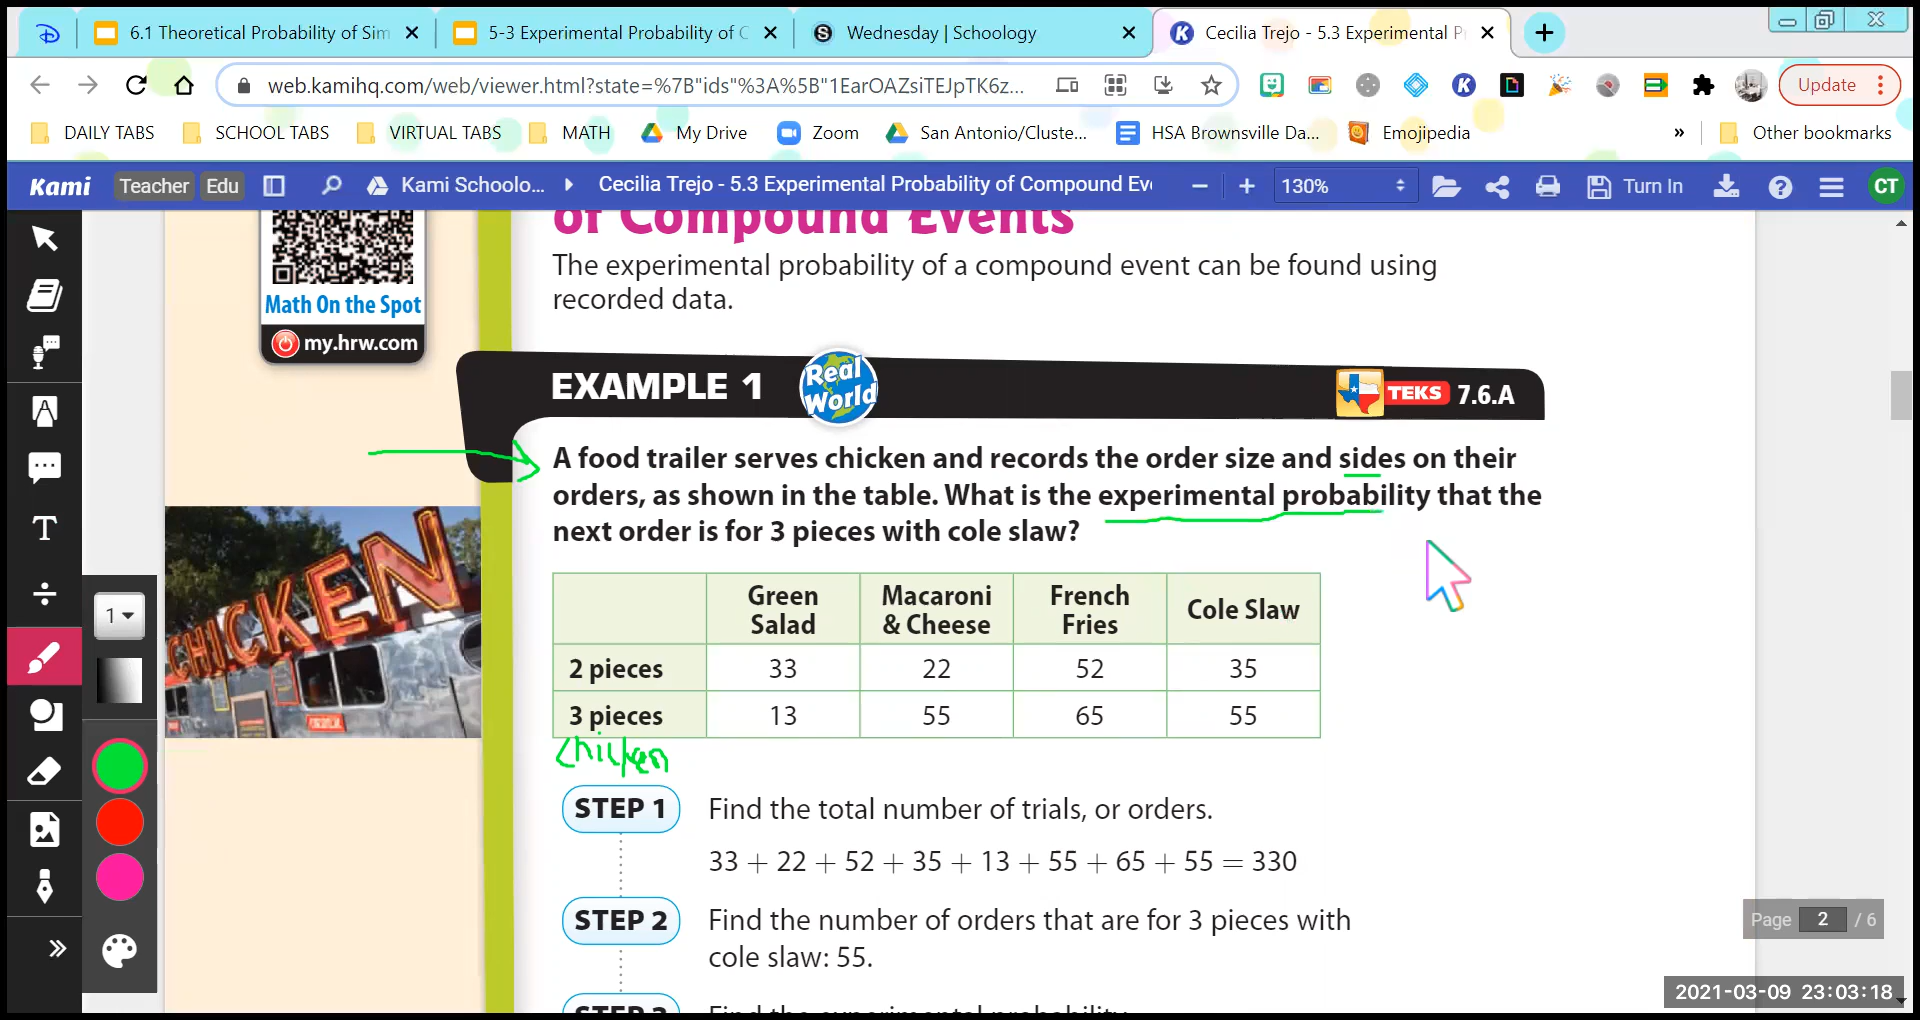 6.1 Theoretical Probability of Sim
5-3 Experimental Probability of C
Wednesday | Schoology
Cecilia Trejo - 5.3 Experimental P
web.kamihq.com/web/viewer.html?state=%7B"ids"%3A%5B"1EarOAZsiTEJpTK6z...
Update
DAILY TABS
SCHOOL TABS
VIRTUAL TABS
MATH
My Drive
Zoom
San Antonio/Cluste...
HSA Brownsville Da...
Emojipedia
»
Other bookmarks
Kami
Teacher
Edu
Kami Schoolo...
Cecilia Trejo - 5.3 Experimental Probability of Compound Eve
130%
Turn In
CT
of Compound Events
The experimental probability of a compound event can be found using
recorded data.
Math On the Spot
my.hrw.com
EXAMPLE 1
Real
World
TEKS 7.6.A
A food trailer serves chicken and records the order size and sides on their
orders, as shown in the table. What is the experimental probability that the
next order is for 3 pieces with cole slaw?
CHICKEN
Green Salad
Macaroni & Cheese
French Fries
Cole Slaw
2 pieces 33 22 52 35
3 pieces 13 55 65 55
chicken
STEP 1 Find the total number of trials, or orders.
33 + 22 + 52 + 35 + 13 + 55 + 65 + 55 = 330
STEP 2 Find the number of orders that are for 3 pieces with
cole slaw: 55.
1
Page 2 / 6
2021-03-09 23:03:18